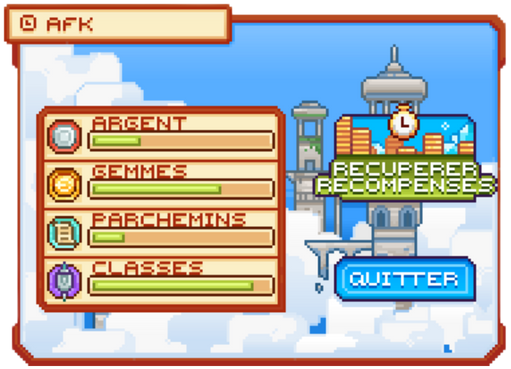 AFK
ARGENT
GEMMES
PARCHEMINS
CLASSES
RECUPERER
RECOMPENSES
QUITTER